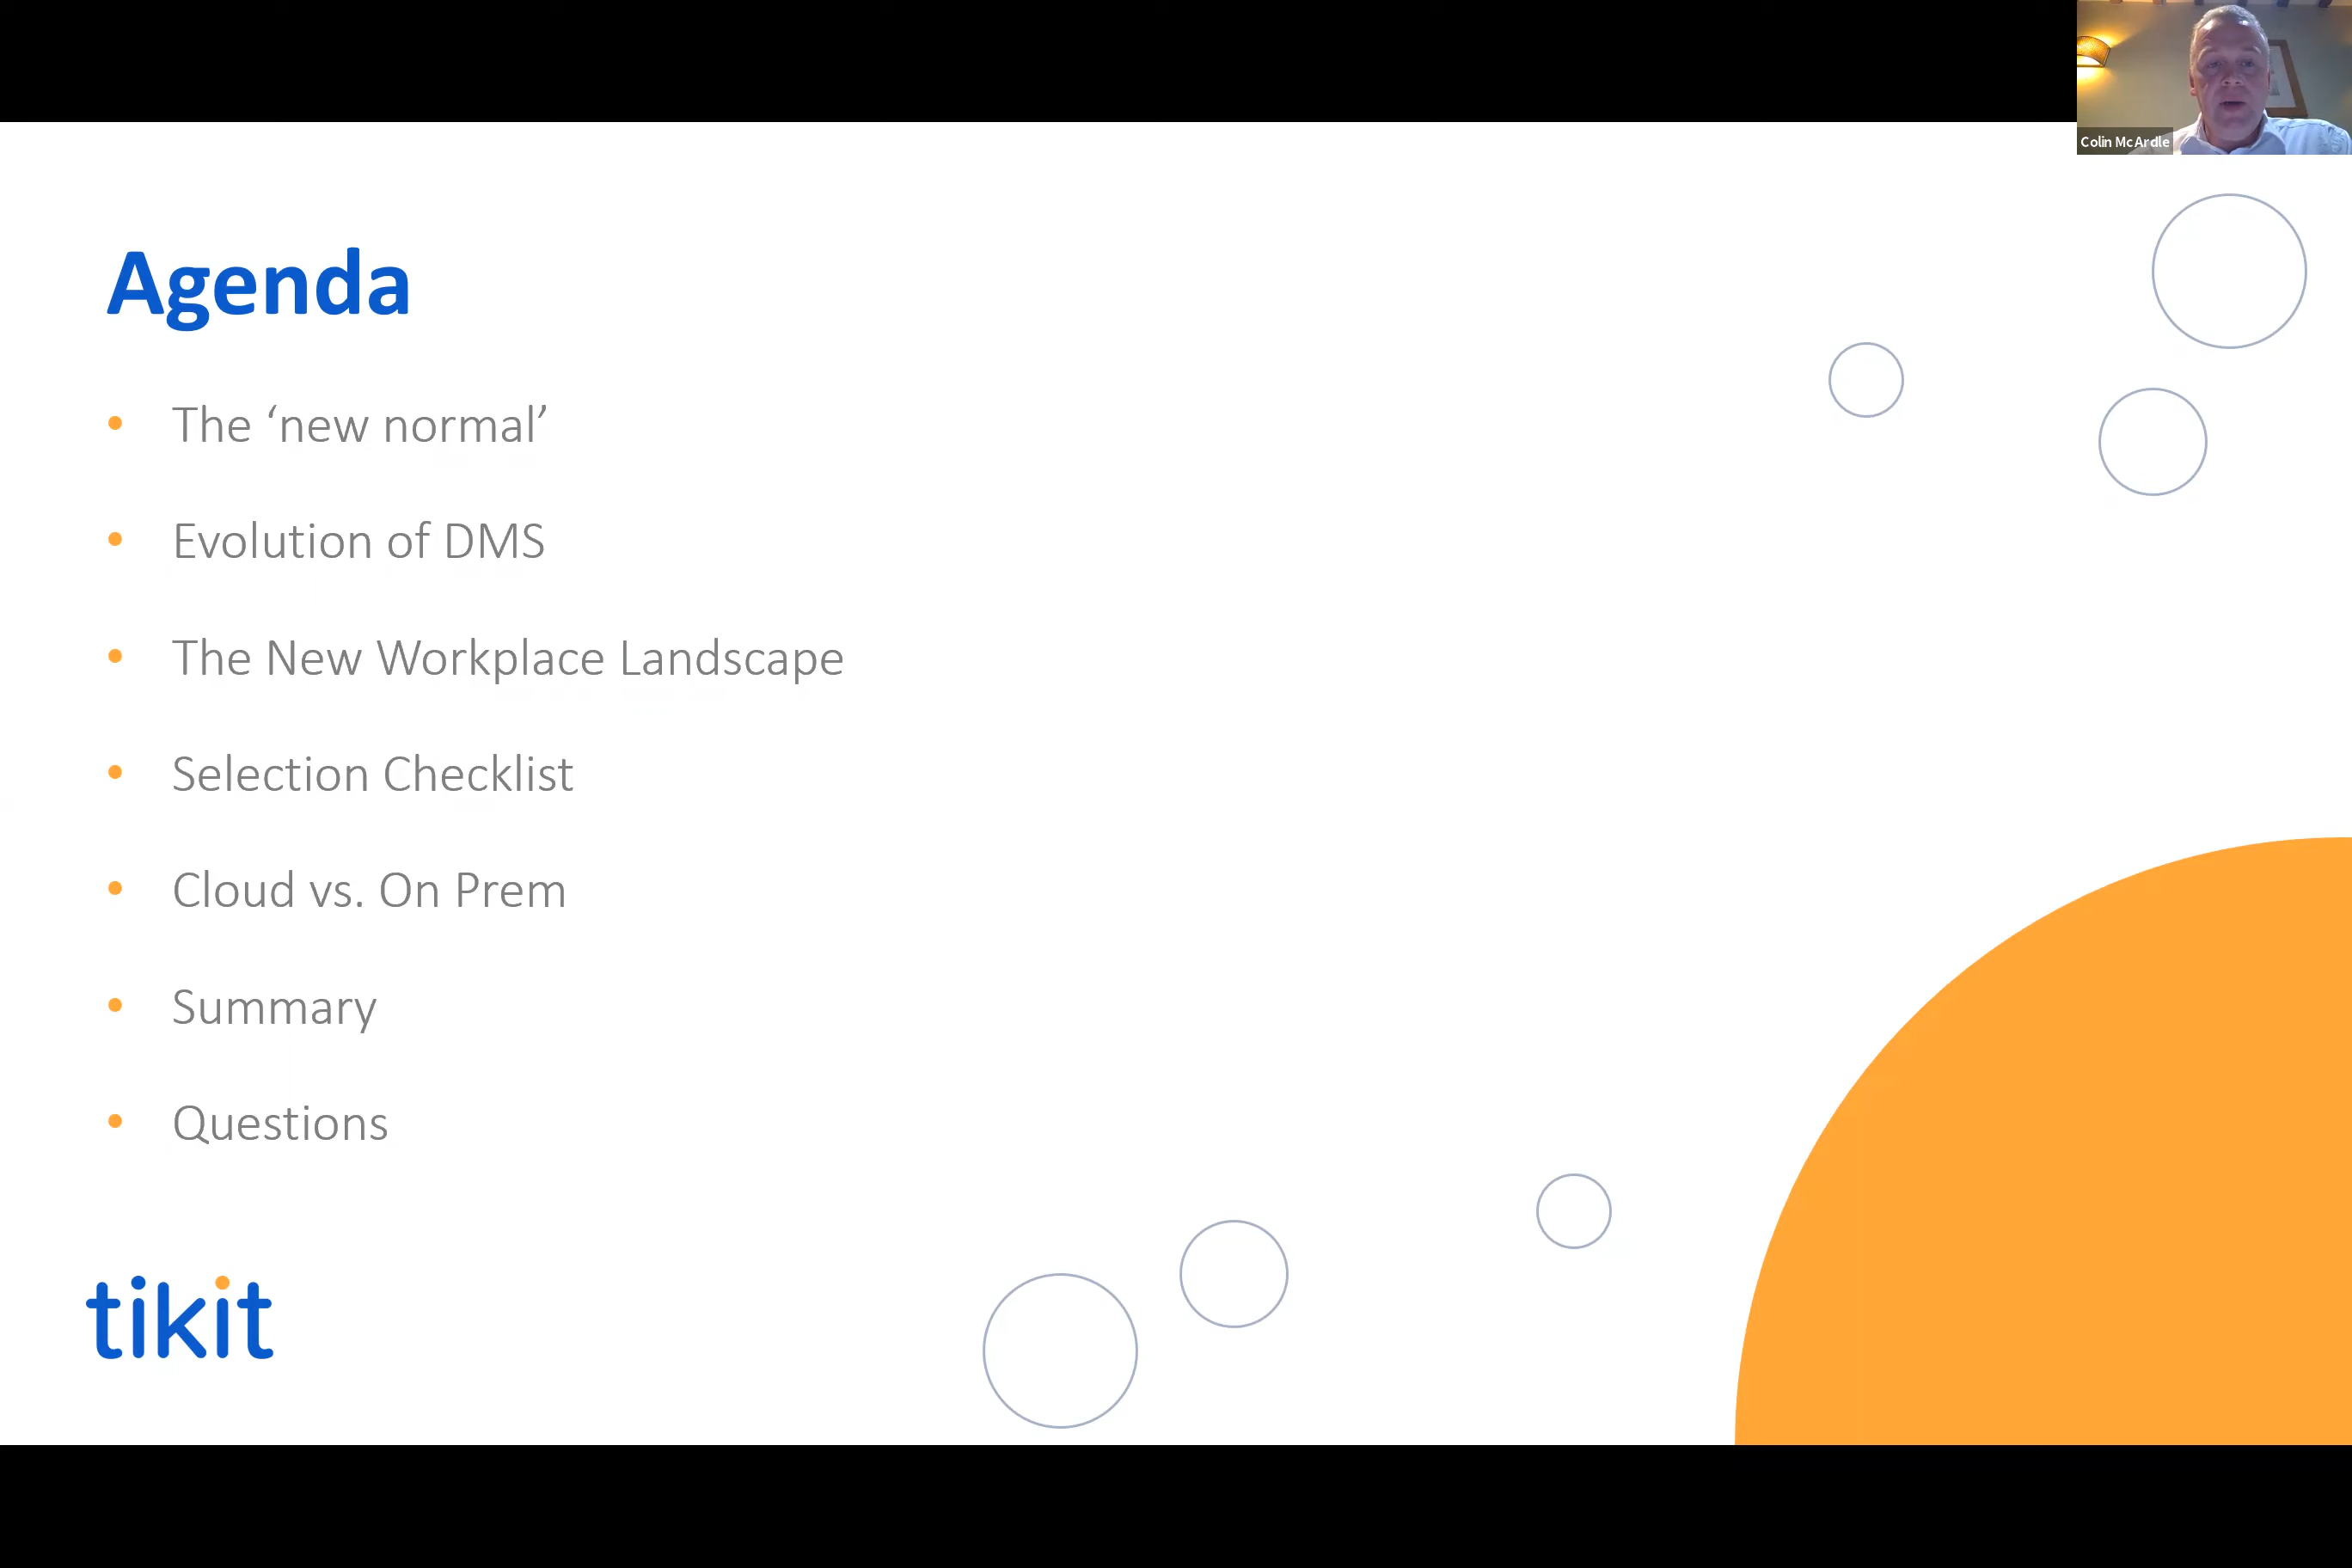 Colin McArdle
Agenda
• The ‘new normal’
• Evolution of DMS
• The New Workplace Landscape
• Selection Checklist
• Cloud vs. On Prem
• Summary
• Questions
tikit